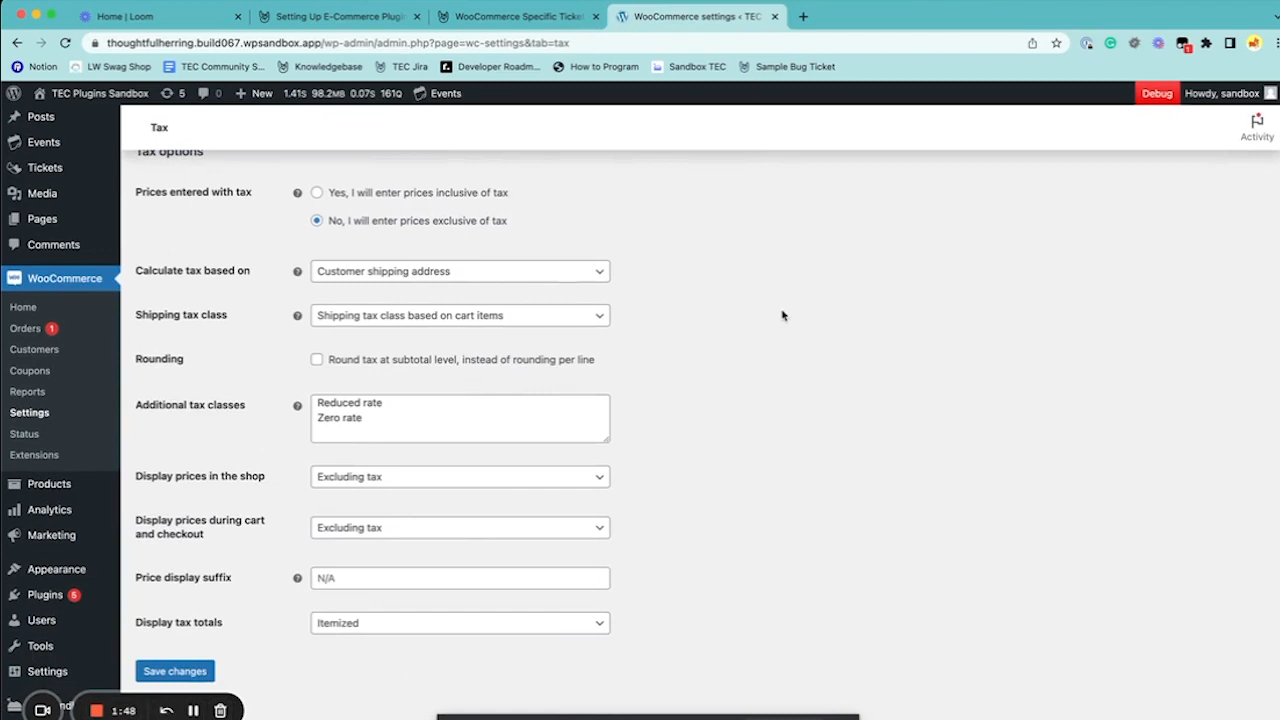 Home | Loom
Setting Up E-Commerce Plugin
WooCommerce Specific Ticket
WooCommerce settings ‹ TEC
thoughtfulherring.build067.wpsandbox.app/wp-admin/admin.php?page=wc-settings&tab=tax
Notion
LW Swag Shop
TEC Community S...
Knowledgebase
TEC Jira
Developer Roadm...
How to Program
Sandbox TEC
Sample Bug Ticket
TEC Plugins Sandbox
5
0
New
1.41S 98.2MB 0.07S 161Q
Events
Debug
Howdy, sandbox
Posts
Events
Tickets
Media
Pages
Comments
WooCommerce
Home
Orders 1
Customers
Coupons
Reports
Settings
Status
Extensions
Products
Analytics
Marketing
Appearance
Plugins 5
Users
Tools
Settings
Tax
Activity
Tax options
Prices entered with tax
Yes, I will enter prices inclusive of tax
No, I will enter prices exclusive of tax
Calculate tax based on
Customer shipping address
Shipping tax class
Shipping tax class based on cart items
Rounding
Round tax at subtotal level, instead of rounding per line
Additional tax classes
Reduced rate
Zero rate
Display prices in the shop
Excluding tax
Display prices during cart
and checkout
Excluding tax
Price display suffix
N/A
Display tax totals
Itemized
Save changes
1:48